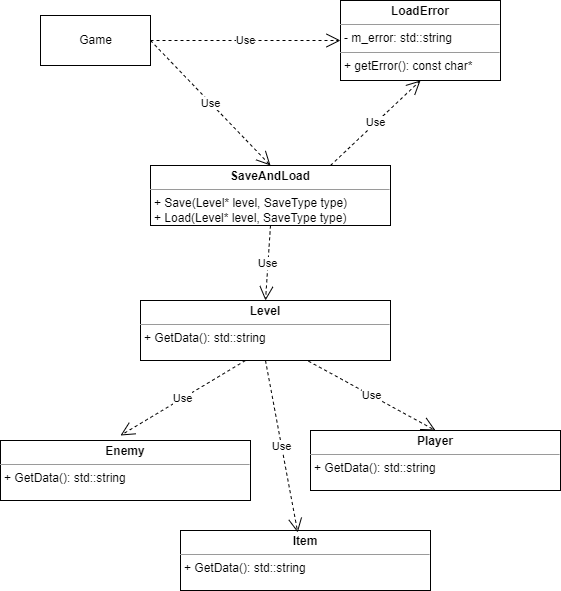 LoadError
Game
- m_error: std::string
Use
+ getError(): const char*
Use
Use
SaveAndLoad
+ Save(Level* level, SaveType type)
+ Load(Level* level, SaveType type)
Use
Level
+ GetData(): std::string
Use
Use
Use
Enemy
+ GetData(): std::string
Player
+ GetData(): std::string
Item
+ GetData(): std::string